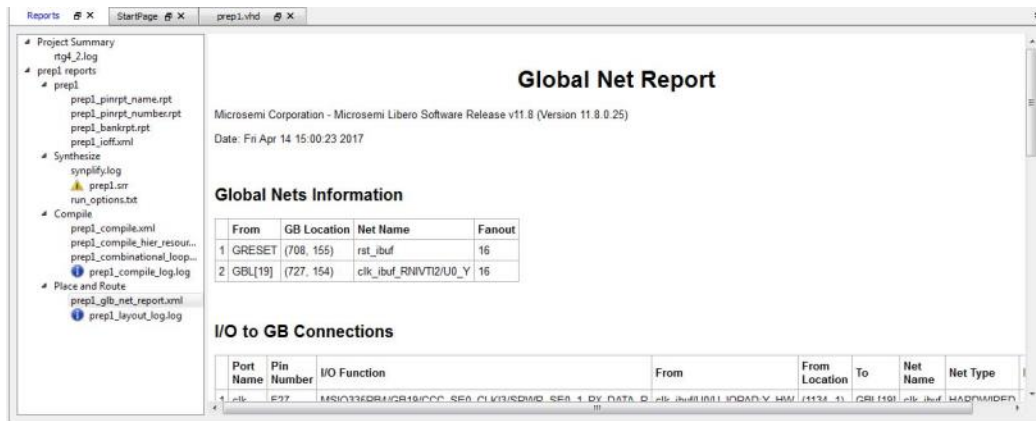 Reports
StartPage
prep1.vhd
Project Summary
rtg4_2.log
prep1 reports
prep1
prep1_pinrpt_name.rpt
prep1_pinrpt_number.rpt
prep1_bankrpt.rpt
prep1_ioff.xml
Synthesize
synplify.log
prep1.srr
run_options.txt
Compile
prep1_compile.xml
prep1_compile_hier_resour...
prep1_combinational_loop...
prep1_compile_log.log
Place and Route
prep1_glb_net_report.xml
prep1_layout_log.log
Global Net Report
Microsemi Corporation - Microsemi Libero Software Release v11.8 (Version 11.8.0.25)
Date: Fri Apr 14 15:00:23 2017
Global Nets Information
From GB Location Net Name Fanout
1 GRESET (708, 155) rst_ibuf 16
2 GBL[19] (727, 154) clk_ibuf_RNIVTI2/U0_Y 16
I/O to GB Connections
Port Name Pin Number I/O Function From From Location To Net Name Net Type
1 clk (1134, 1) GBL[19] clk_ibuf HARDWIRED